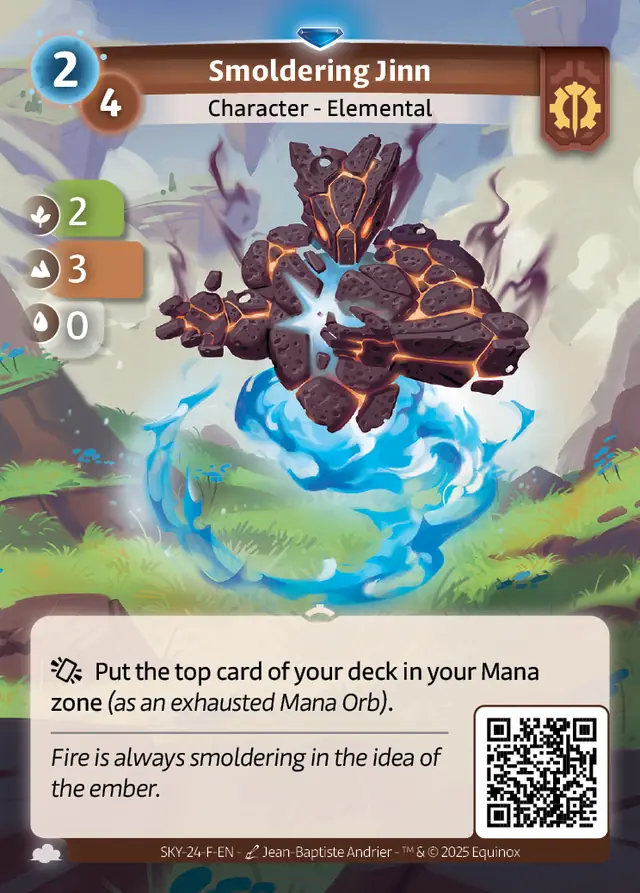 2
4
Smoldering Jinn
Character - Elemental
2
3
0
Put the top card of your deck in your Mana
zone (as an exhausted Mana Orb).
Fire is always smoldering in the idea of
the ember.
SKY-24-F-EN - Jean-Baptiste Andrier - ™ & © 2025 Equinox